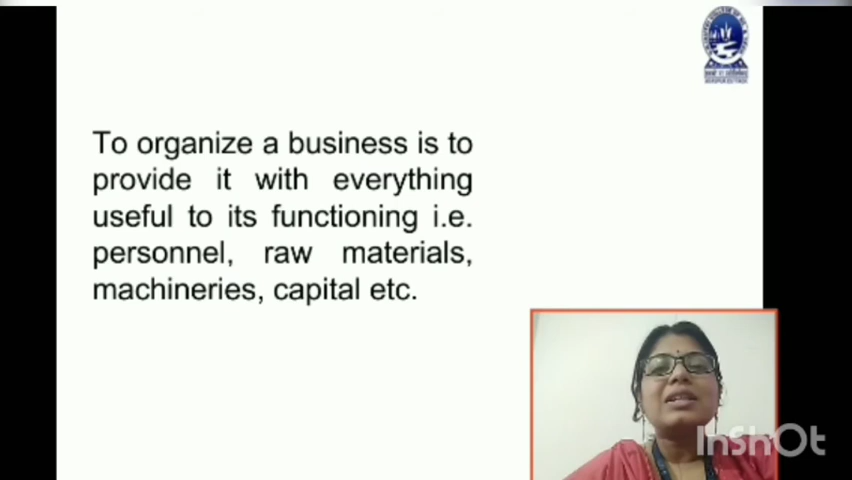 To organize a business is to
provide it with everything
useful to its functioning i.e.
personnel, raw materials,
machineries, capital etc.
InShOt